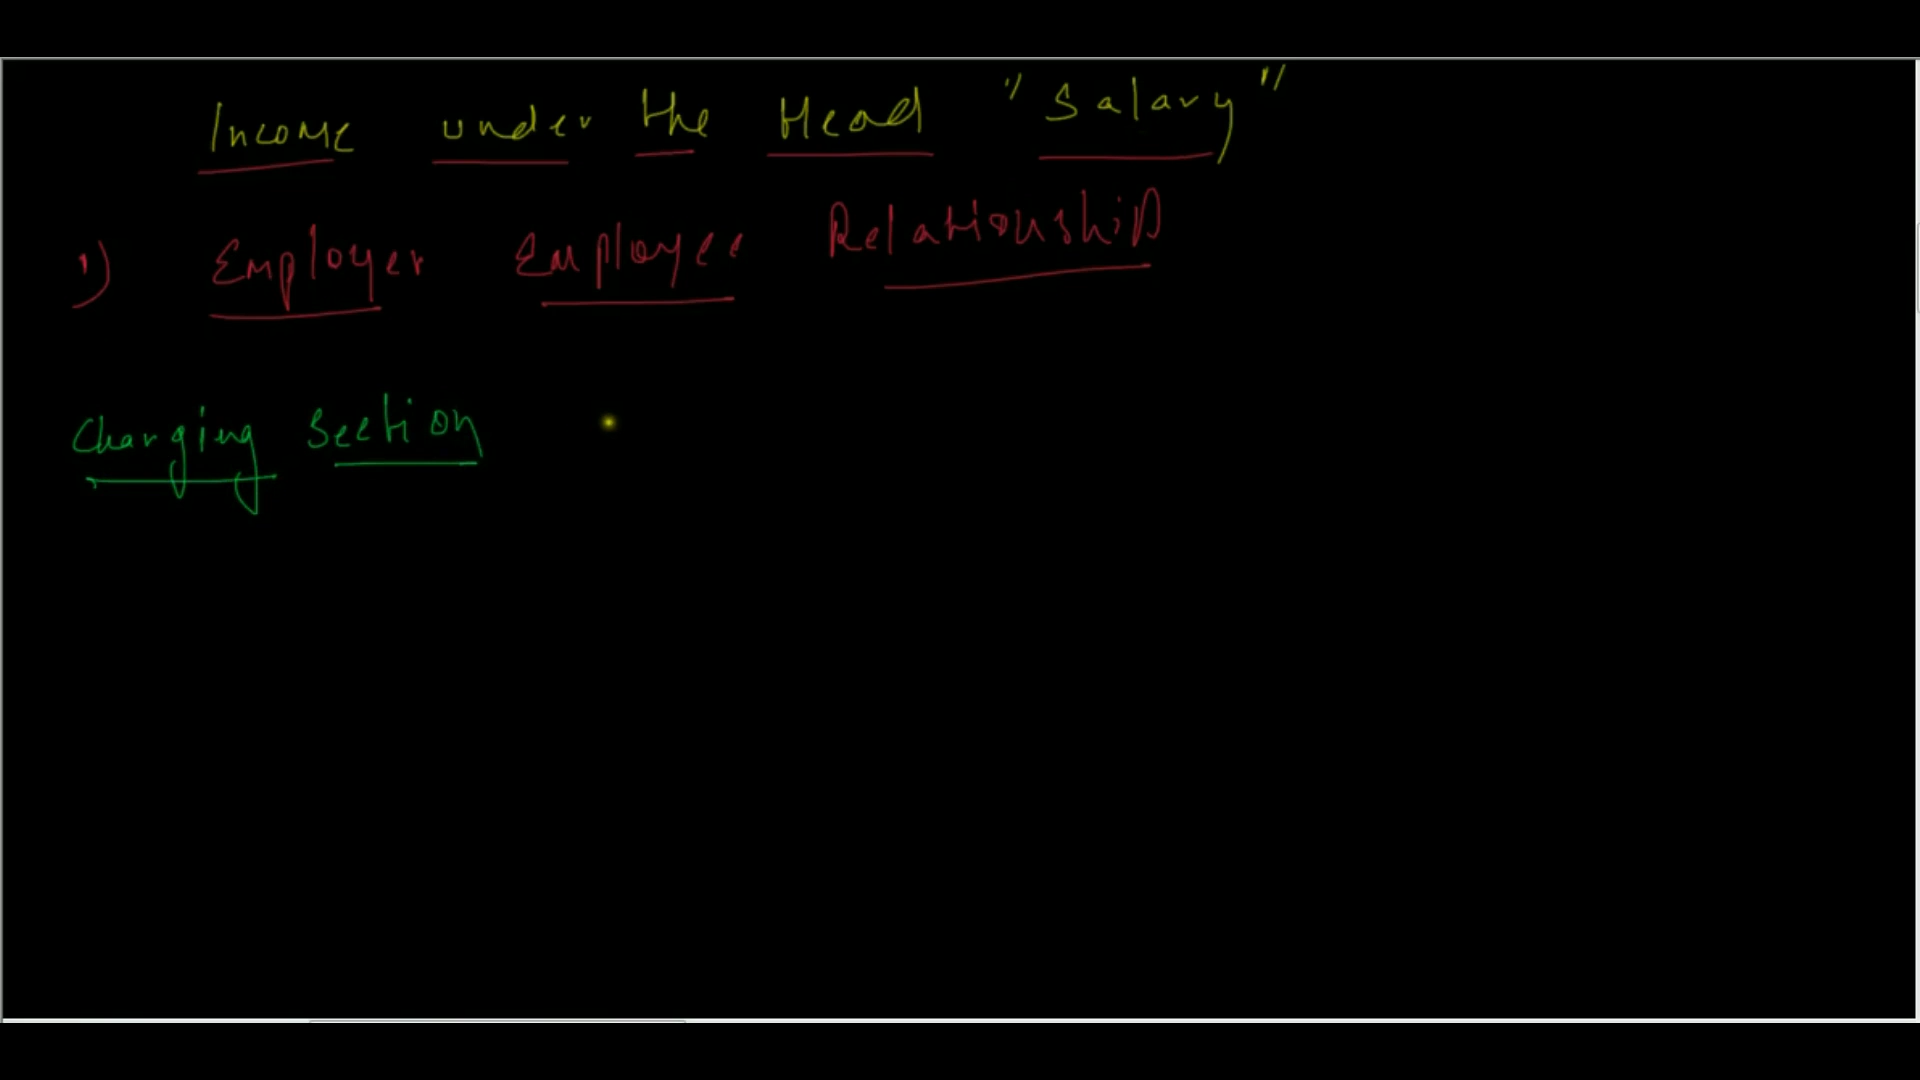 Income under the Head "Salary"
1) Employer Employee Relationship
Charging Section